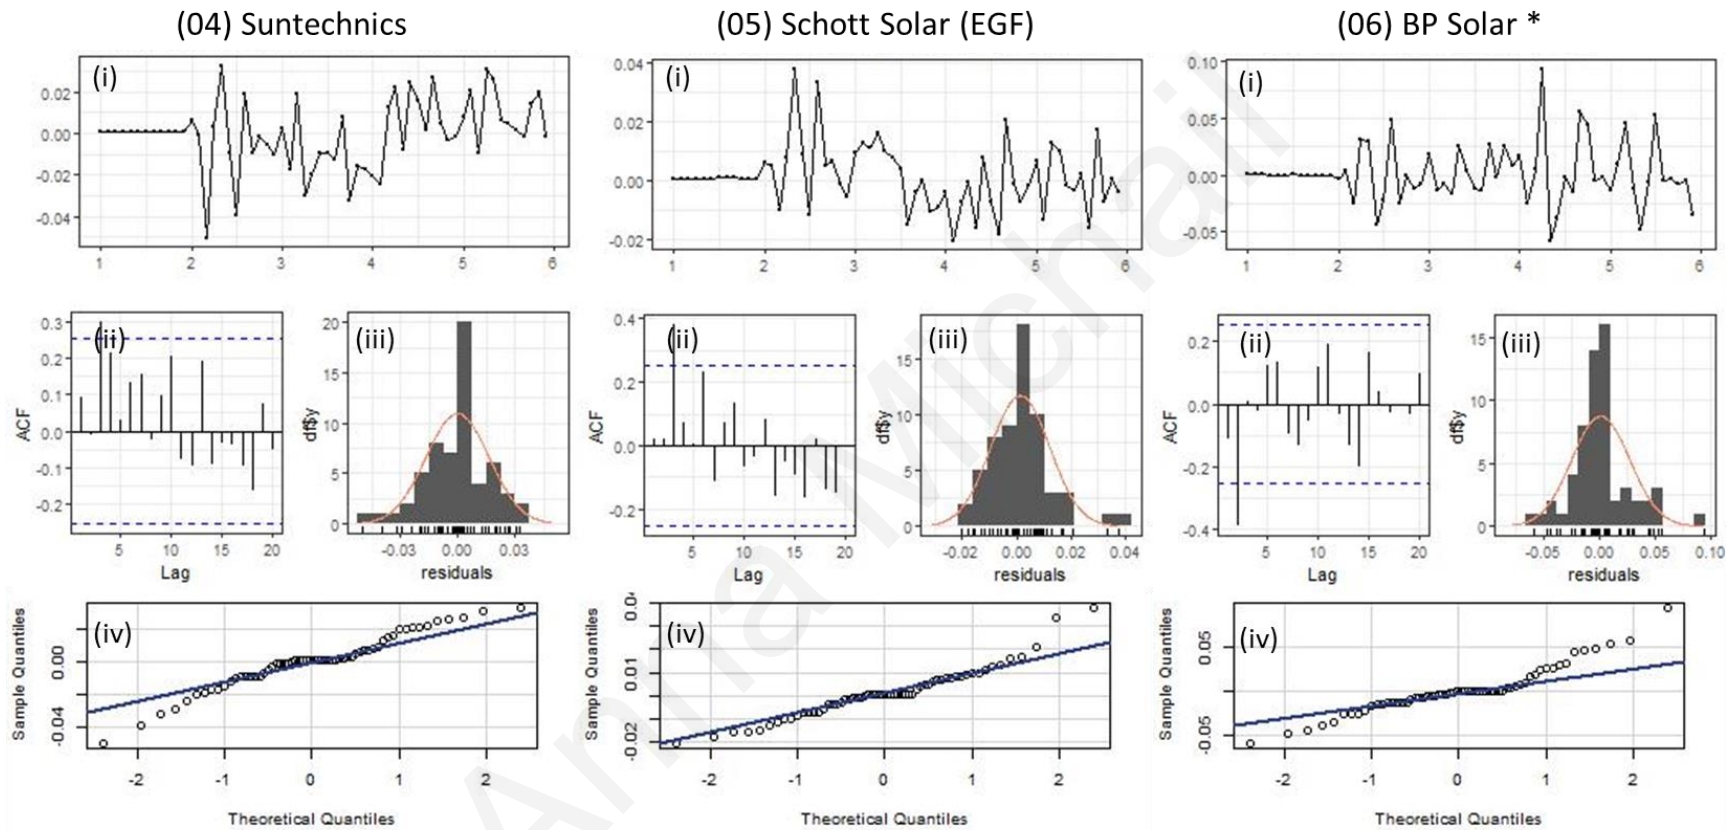 (04) Suntechnics
(05) Schott Solar (EGF)
(06) BP Solar *
(i)
0.02
0.00
-0.02
-0.04
1 2 3 4 5 6
(i)
0.04
0.02
0.00
-0.02
1 2 3 4 5 6
(i)
0.10
0.05
0.00
-0.05
1 2 3 4 5 6
(ii)
ACF
0.3
0.2
0.1
0.0
-0.1
-0.2
5 10 15 20
Lag
(iii)
df$y
20
15
10
5
0
-0.03 0.00 0.03
residuals
(ii)
ACF
0.4
0.2
0.0
-0.2
5 10 15 20
Lag
(iii)
df$y
15
10
5
0
-0.02 0.00 0.02 0.04
residuals
(ii)
ACF
0.2
0.0
-0.2
-0.4
5 10 15 20
Lag
(iii)
df$y
15
10
5
0
-0.05 0.00 0.05 0.10
residuals
(iv)
Sample Quantiles
0.00
-0.04
-2 -1 0 1 2
Theoretical Quantiles
(iv)
Sample Quantiles
0.04
0.01
-0.02
-2 -1 0 1 2
Theoretical Quantiles
(iv)
Sample Quantiles
0.05
-0.05
-2 -1 0 1 2
Theoretical Quantiles
Anna Michail